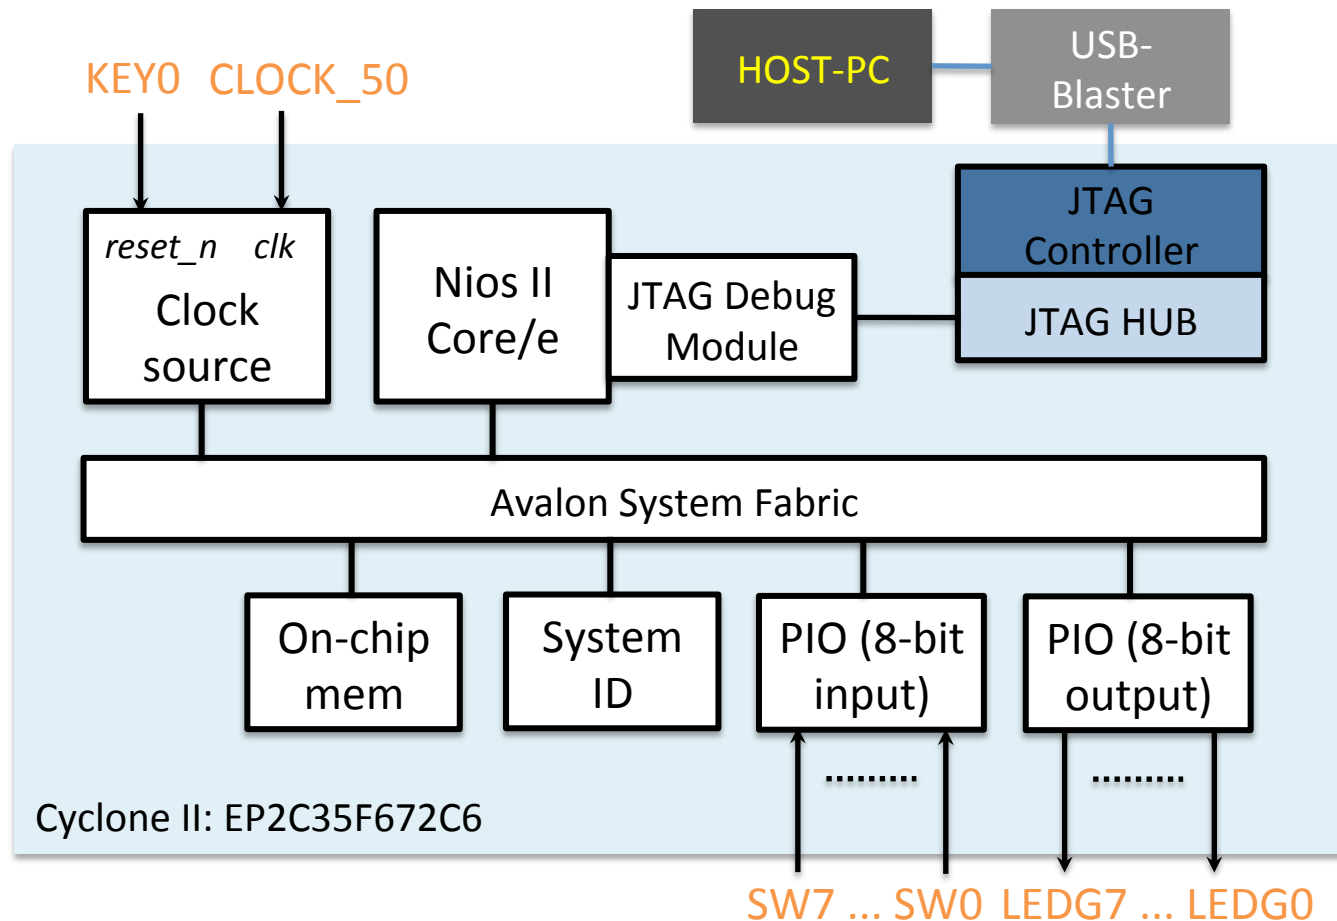 KEY0 CLOCK_50
HOST-PC
USB-
Blaster
reset_n clk
Clock
source
Nios II
Core/e
JTAG Debug
Module
JTAG
Controller
JTAG HUB
Avalon System Fabric
On-chip
mem
System
ID
PIO (8-bit
input)
PIO (8-bit
output)
.........
.........
Cyclone II: EP2C35F672C6
SW7 ... SW0 LEDG7 ... LEDG0